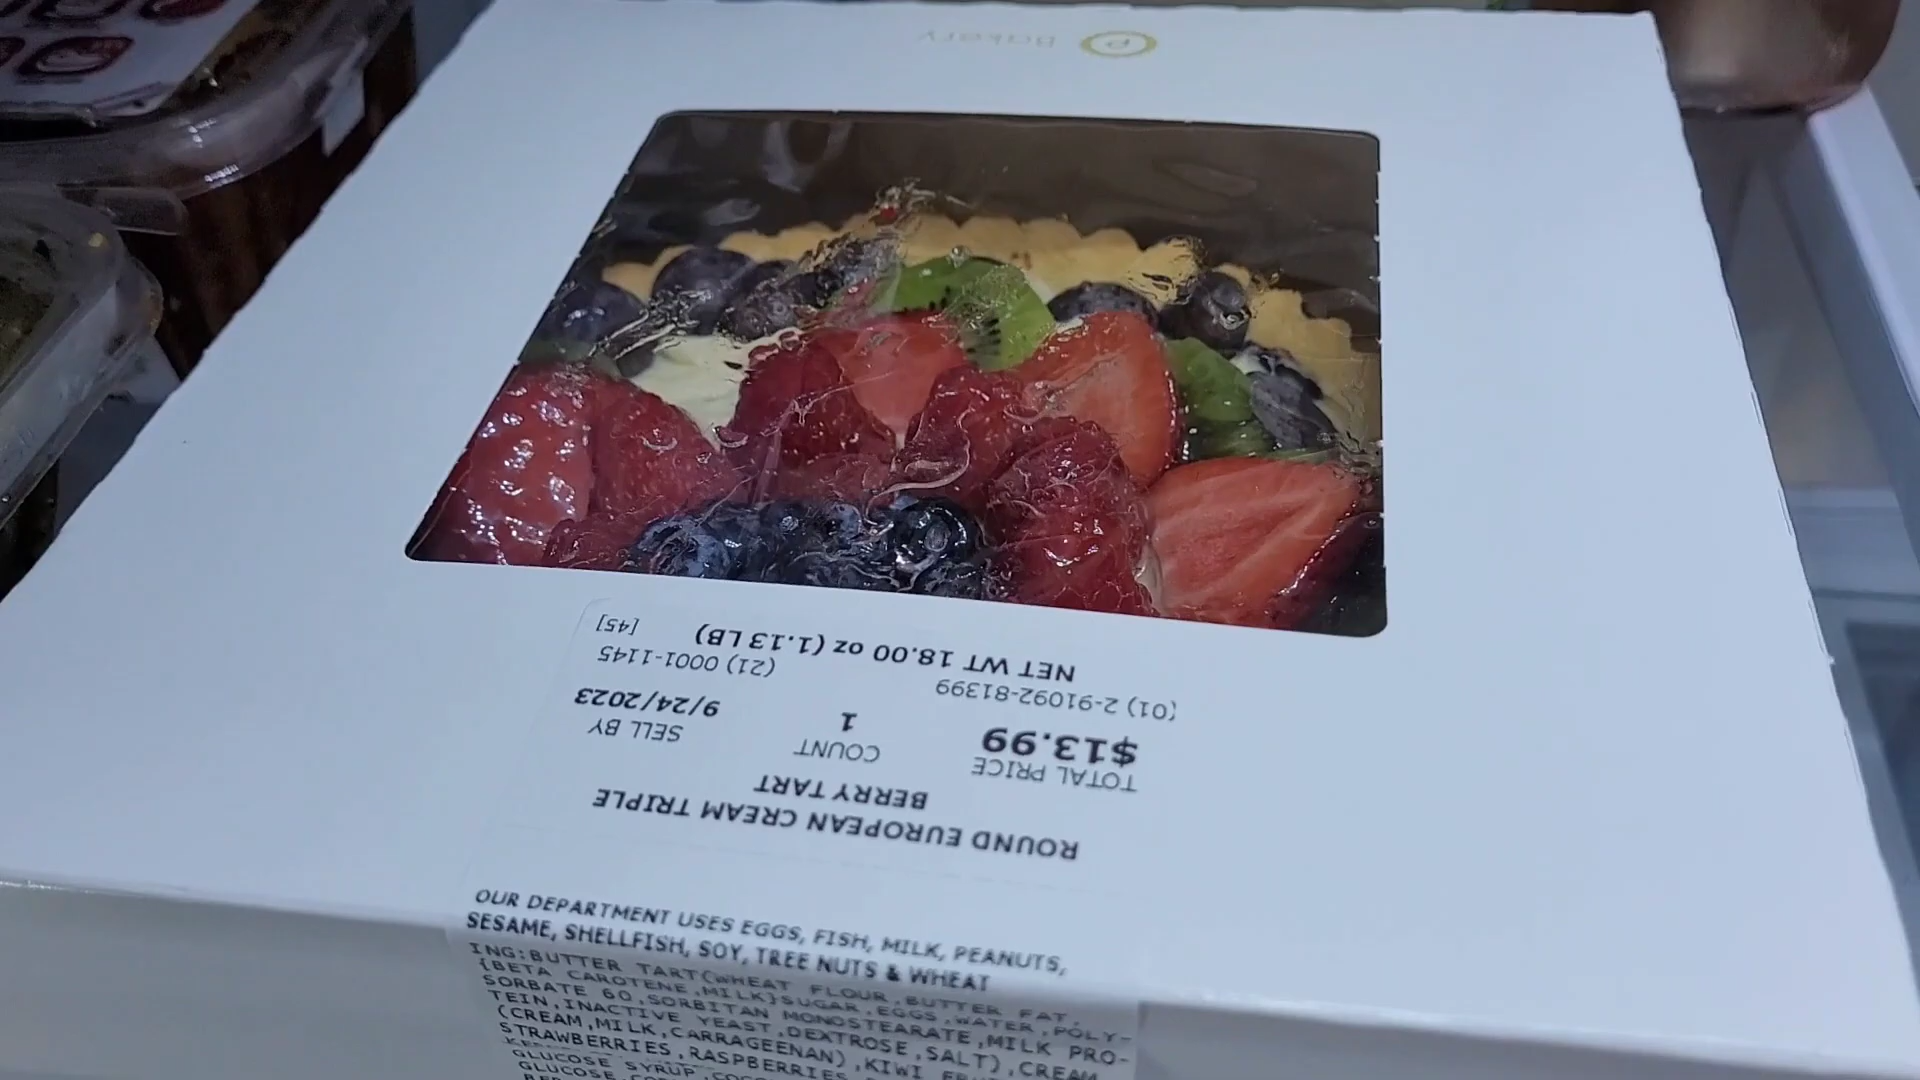 P Bakery
ROUND EUROPEAN CREAM TRIPLE
BERRY TART
TOTAL PRICE COUNT SELL BY
$13.99 1 9/24/2023
(01) 2-91092-81399 (21) 0001-1145
NET WT 18.00 oz (1.13 LB) [45]
OUR DEPARTMENT USES EGGS, FISH, MILK, PEANUTS,
SESAME, SHELLFISH, SOY, TREE NUTS & WHEAT
ING:BUTTER TART(WHEAT FLOUR,BUTTER FAT,
{BETA CAROTENE,MILK}SUGAR,EGGS,WATER,POLY-
SORBATE 60,SORBITAN MONOSTEARATE,MILK PRO-
TEIN,INACTIVE YEAST,DEXTROSE,SALT),CREAM
(CREAM,MILK,CARRAGEENAN),KIWI
STRAWBERRIES,RASPBERRIES
GLUCOSE SYRUP
GLUCOSE